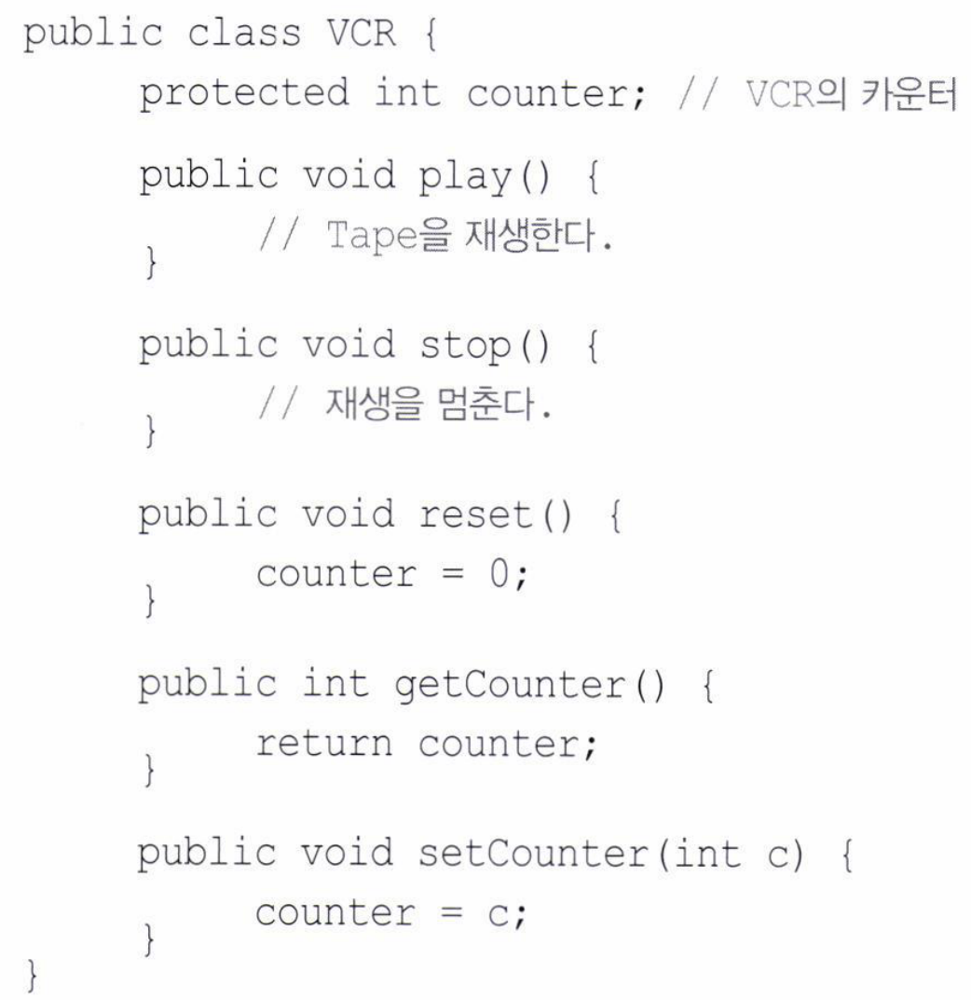 public class VCR {
protected int counter; // VCR의 카운터
public void play() {
// Tape을 재생한다.
}
public void stop() {
// 재생을 멈춘다.
}
public void reset() {
counter = 0;
}
public int getCounter() {
return counter;
}
public void setCounter(int c) {
counter = c;
}
}